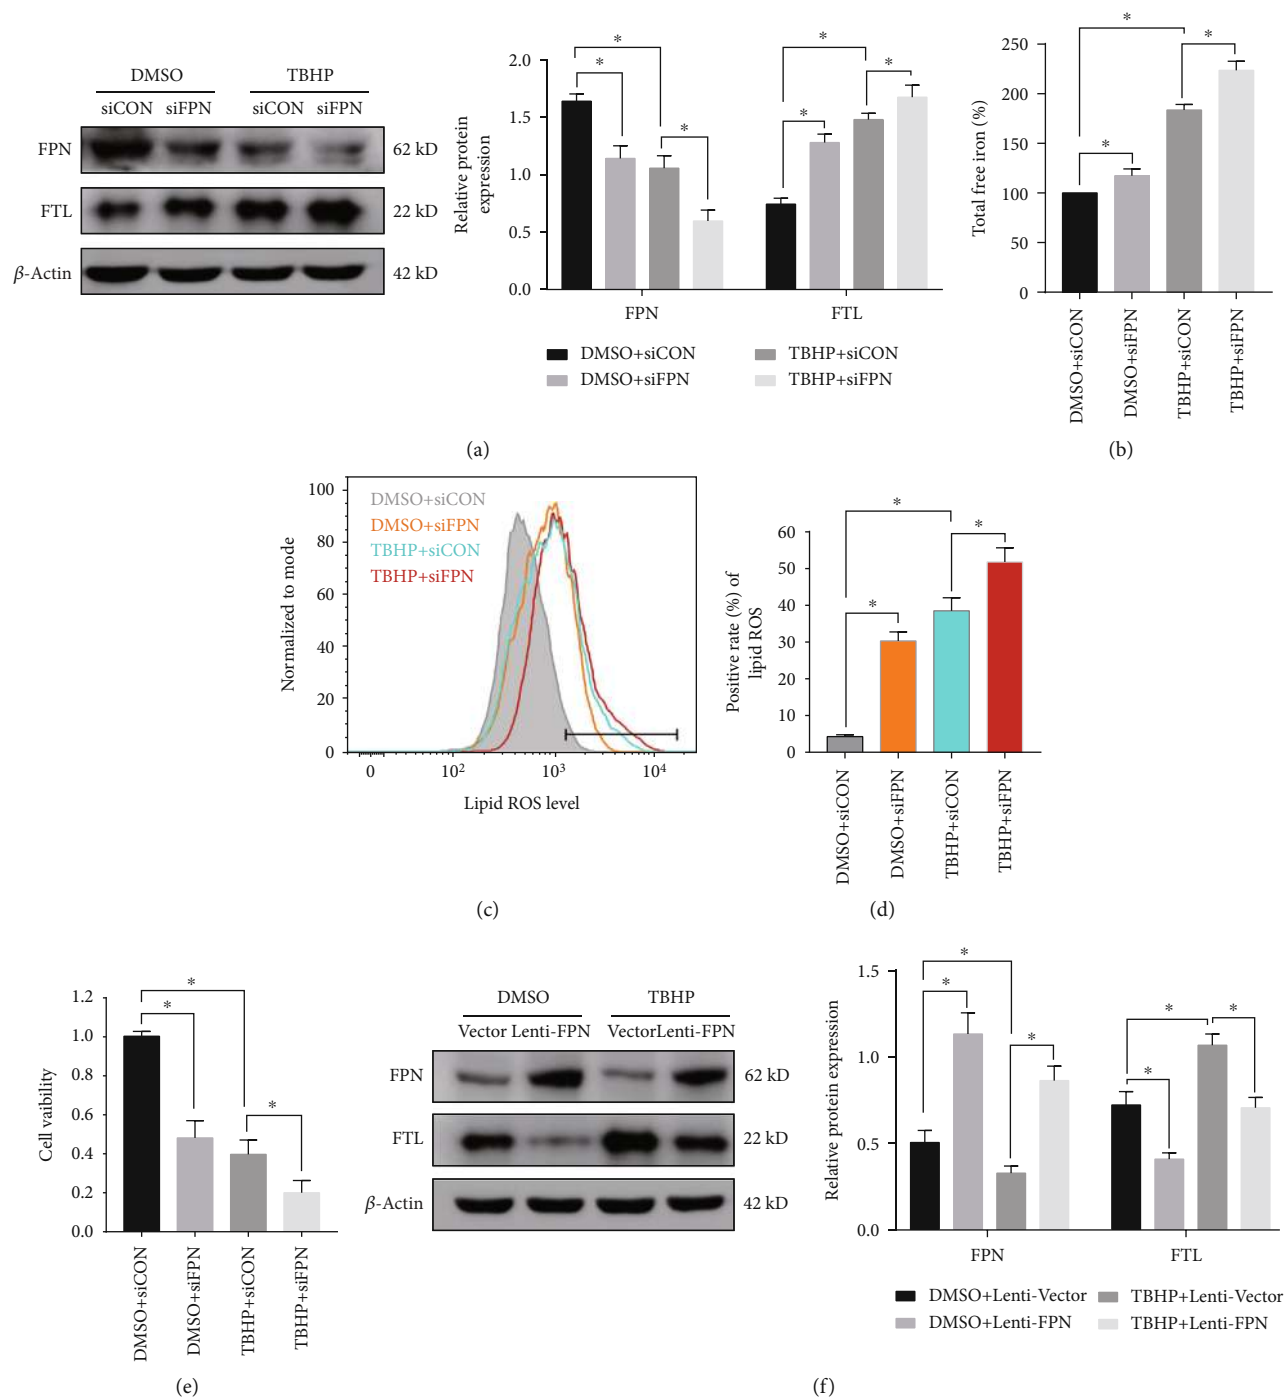 DMSO TBHP
siCON siFPN siCON siFPN
FPN 62 kD
FTL 22 kD
β-Actin 42 kD
Relative protein
expression
2.0
1.5
1.0
0.5
0.0
* * * * * *
FPN FTL
DMSO+siCON TBHP+siCON
DMSO+siFPN TBHP+siFPN
(a)
Total free iron (%)
250
200
150
100
50
0
* * *
DMSO+siCON
DMSO+siFPN
TBHP+siCON
TBHP+siFPN
(b)
Normalized to mode
100
80
60
40
20
0
DMSO+siCON
DMSO+siFPN
TBHP+siCON
TBHP+siFPN
0 10² 10³ 10⁴
Lipid ROS level
(c)
Positive rate (%) of
lipid ROS
60
50
40
30
20
10
0
* * *
DMSO+siCON
DMSO+siFPN
TBHP+siCON
TBHP+siFPN
(d)
Cell vaibility
1.2
1.0
0.8
0.6
0.4
0.2
0.0
* * *
DMSO+siCON
DMSO+siFPN
TBHP+siCON
TBHP+siFPN
(e)
DMSO TBHP
Vector Lenti-FPN VectorLenti-FPN
FPN 62 kD
FTL 22 kD
β-Actin 42 kD
Relative protein expression
1.5
1.0
0.5
0.0
* * * * * *
FPN FTL
DMSO+Lenti-Vector TBHP+Lenti-Vector
DMSO+Lenti-FPN TBHP+Lenti-FPN
(f)